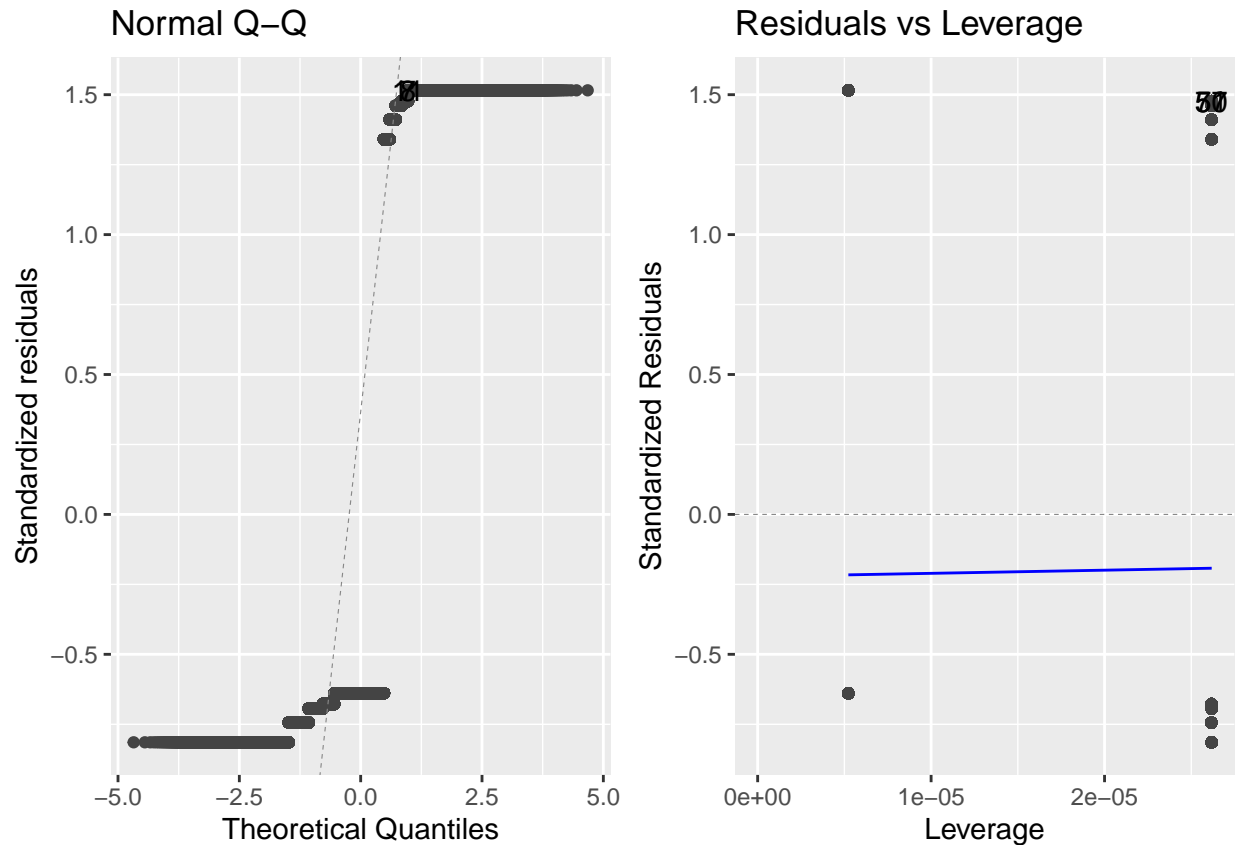 Normal Q−Q
1.5
1.0
0.5
0.0
−0.5
−5.0 −2.5 0.0 2.5 5.0
Theoretical Quantiles
Standardized residuals
Residuals vs Leverage
1.5
1.0
0.5
0.0
−0.5
0e+00 1e−05 2e−05
Leverage
Standardized Residuals